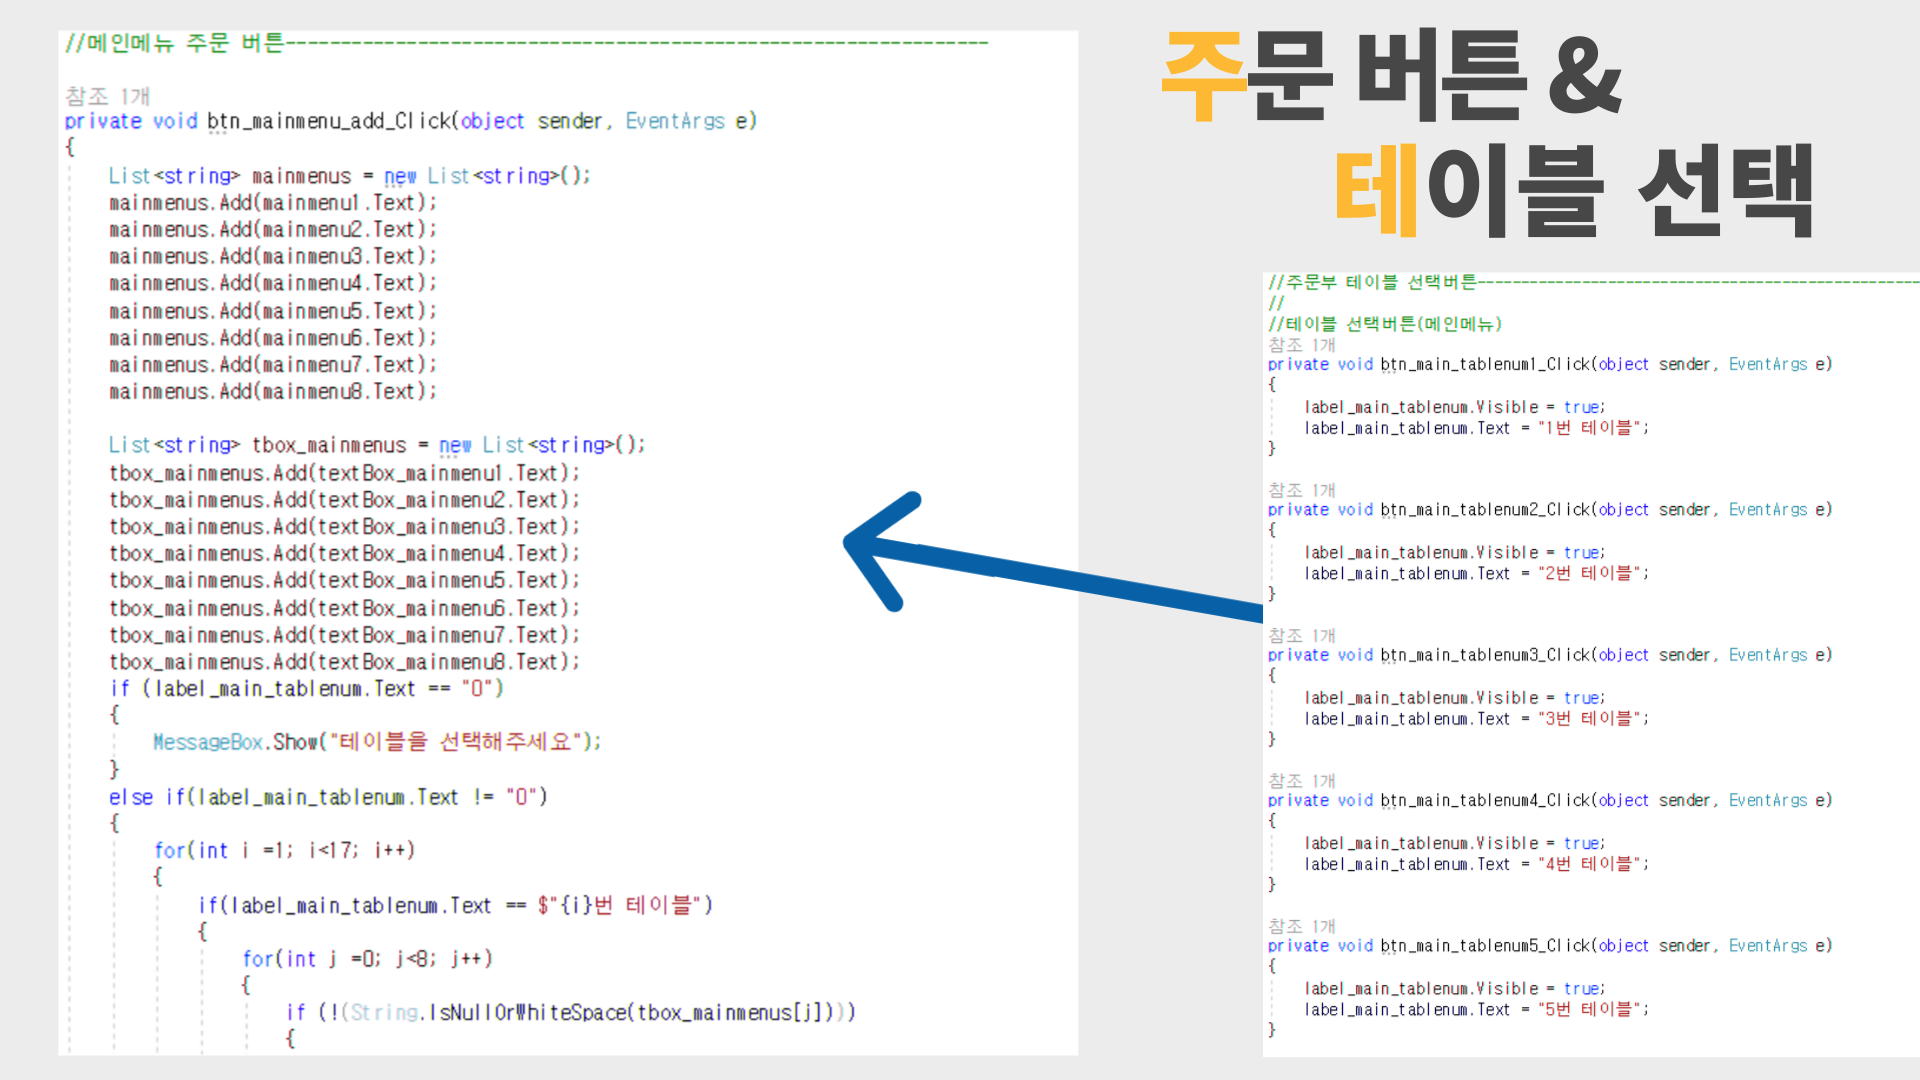 주문 버튼 &
테이블 선택
//메인메뉴 주문 버튼----------------------------------------------------------------
참조 1개
private void btn_mainmenu_add_Click(object sender, EventArgs e)
{
List<string> mainmenus = new List<string>();
mainmenus.Add(mainmenu1.Text);
mainmenus.Add(mainmenu2.Text);
mainmenus.Add(mainmenu3.Text);
mainmenus.Add(mainmenu4.Text);
mainmenus.Add(mainmenu5.Text);
mainmenus.Add(mainmenu6.Text);
mainmenus.Add(mainmenu7.Text);
mainmenus.Add(mainmenu8.Text);
List<string> tbox_mainmenus = new List<string>();
tbox_mainmenus.Add(textBox_mainmenu1.Text);
tbox_mainmenus.Add(textBox_mainmenu2.Text);
tbox_mainmenus.Add(textBox_mainmenu3.Text);
tbox_mainmenus.Add(textBox_mainmenu4.Text);
tbox_mainmenus.Add(textBox_mainmenu5.Text);
tbox_mainmenus.Add(textBox_mainmenu6.Text);
tbox_mainmenus.Add(textBox_mainmenu7.Text);
tbox_mainmenus.Add(textBox_mainmenu8.Text);
if (label_main_tablenum.Text == "0")
{
MessageBox.Show("테이블을 선택해주세요");
}
else if(label_main_tablenum.Text != "0")
{
for(int i =1; i<17; i++)
{
if(label_main_tablenum.Text == $"{i}번 테이블")
{
for(int j =0; j<8; j++)
{
if (!(String.IsNullOrWhiteSpace(tbox_mainmenus[j])))
{
//주문부 테이블 선택버튼--------------------------------------------------
//
//테이블 선택버튼(메인메뉴)
참조 1개
private void btn_main_tablenum1_Click(object sender, EventArgs e)
{
label_main_tablenum.Visible = true;
label_main_tablenum.Text = "1번 테이블";
}
참조 1개
private void btn_main_tablenum2_Click(object sender, EventArgs e)
{
label_main_tablenum.Visible = true;
label_main_tablenum.Text = "2번 테이블";
}
참조 1개
private void btn_main_tablenum3_Click(object sender, EventArgs e)
{
label_main_tablenum.Visible = true;
label_main_tablenum.Text = "3번 테이블";
}
참조 1개
private void btn_main_tablenum4_Click(object sender, EventArgs e)
{
label_main_tablenum.Visible = true;
label_main_tablenum.Text = "4번 테이블";
}
참조 1개
private void btn_main_tablenum5_Click(object sender, EventArgs e)
{
label_main_tablenum.Visible = true;
label_main_tablenum.Text = "5번 테이블";
}